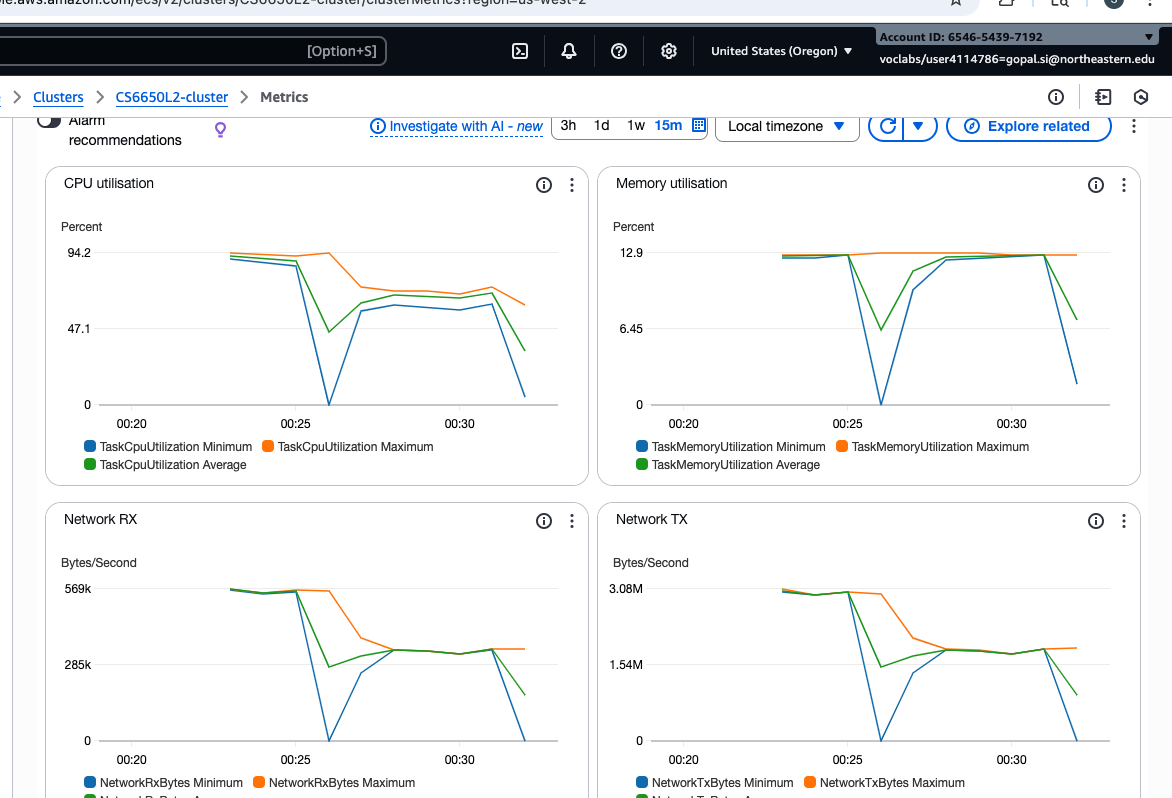 le.aws.amazon.com/ecs/v2/clusters/CS6650L2-cluster/clusterMetrics?region=us-west-2
[Option+S]
United States (Oregon)
Account ID: 6546-5439-7192
voclabs/user4114786=gopal.si@northeastern.edu
Clusters
CS6650L2-cluster
Metrics
Alarm
recommendations
Investigate with AI - new
3h 1d 1w 15m
Local timezone
Explore related
CPU utilisation
Percent
94.2
47.1
0
00:20 00:25 00:30
TaskCpuUtilization Minimum TaskCpuUtilization Maximum
TaskCpuUtilization Average
Memory utilisation
Percent
12.9
6.45
0
00:20 00:25 00:30
TaskMemoryUtilization Minimum TaskMemoryUtilization Maximum
TaskMemoryUtilization Average
Network RX
Bytes/Second
569k
285k
0
00:20 00:25 00:30
NetworkRxBytes Minimum NetworkRxBytes Maximum
Network TX
Bytes/Second
3.08M
1.54M
0
00:20 00:25 00:30
NetworkTxBytes Minimum NetworkTxBytes Maximum